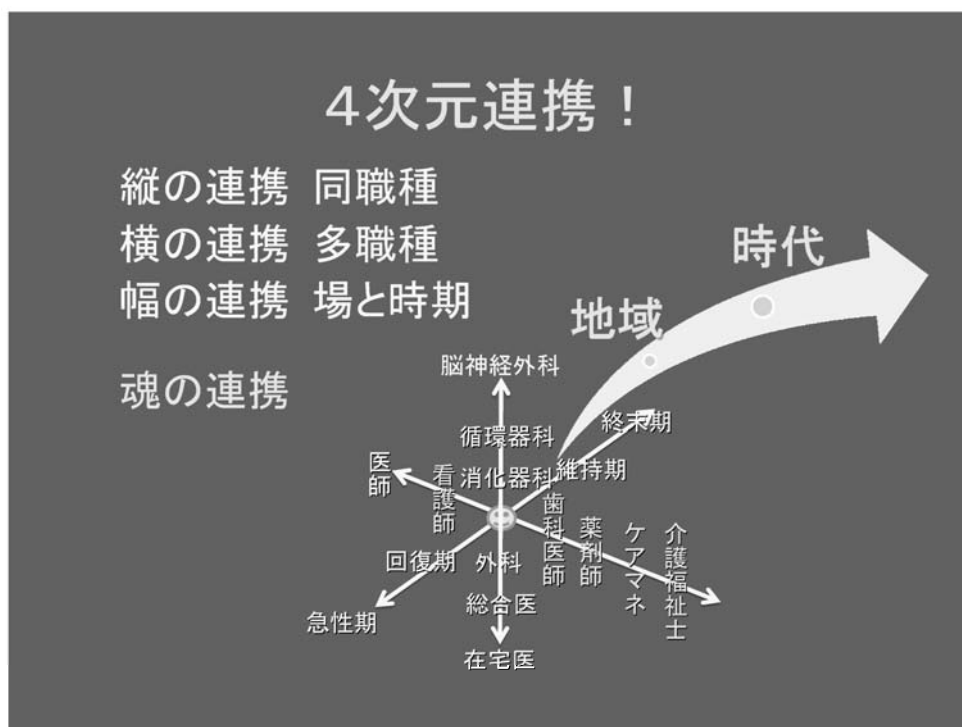 ４次元連携！
縦の連携 同職種
横の連携 多職種
幅の連携 場と時期
魂の連携
時代
地域
脳神経外科
循環器科
消化器科
外科
総合医
在宅医
医師
看護師
歯科医師
薬剤師
ケアマネ
介護福祉士
終末期
維持期
回復期
急性期